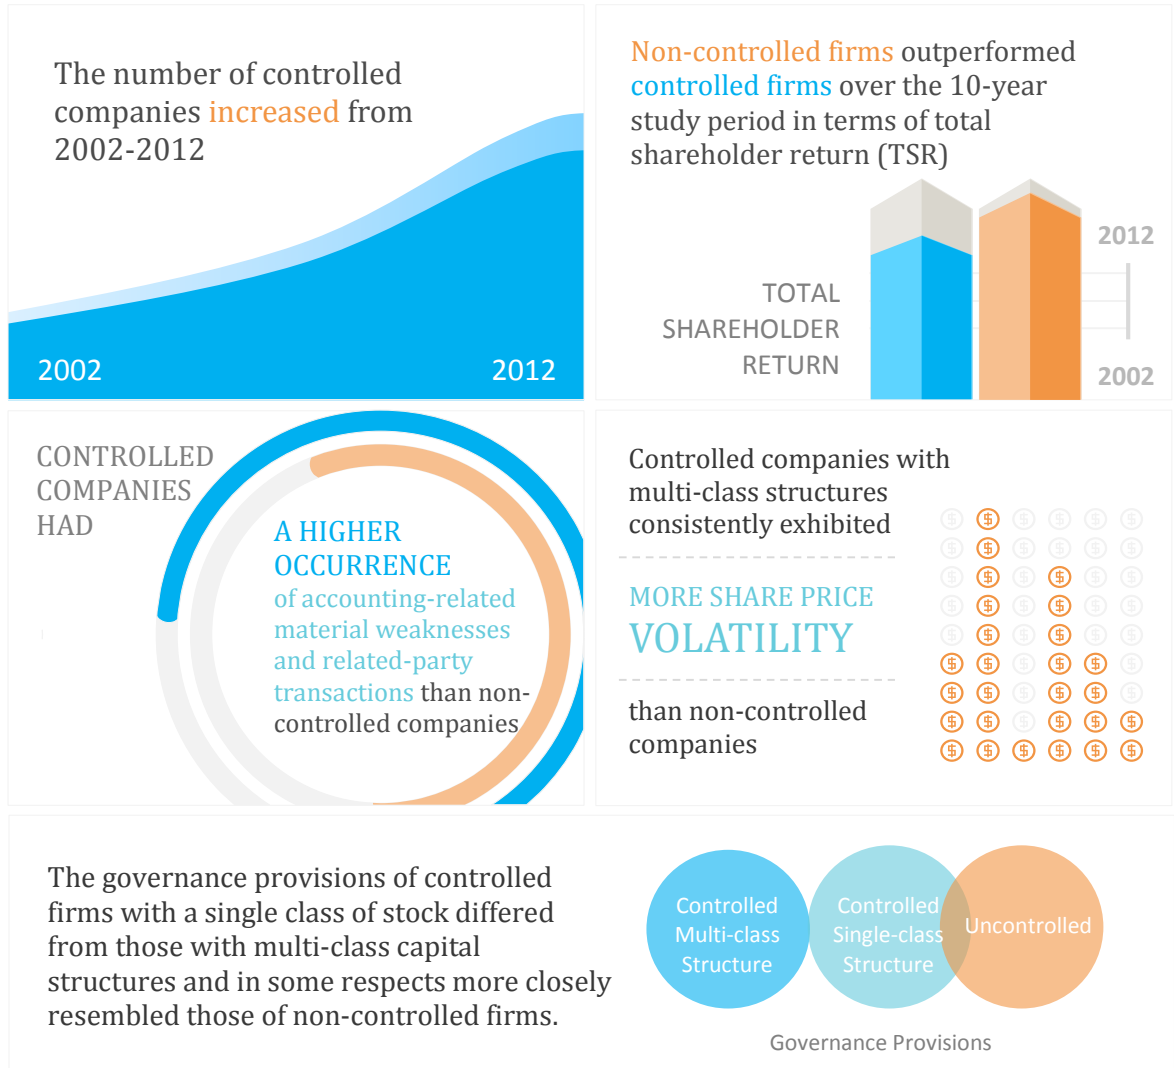 The number of controlled
companies increased from
2002-2012
2002
2012
Non-controlled firms outperformed
controlled firms over the 10-year
study period in terms of total
shareholder return (TSR)
TOTAL
SHAREHOLDER
RETURN
2012
2002
CONTROLLED
COMPANIES
HAD
A HIGHER
OCCURRENCE
of accounting-related
material weaknesses
and related-party
transactions than non-
controlled companies
Controlled companies with
multi-class structures
consistently exhibited
MORE SHARE PRICE
VOLATILITY
than non-controlled
companies
The governance provisions of controlled
firms with a single class of stock differed
from those with multi-class capital
structures and in some respects more closely
resembled those of non-controlled firms.
Controlled
Multi-class
Structure
Controlled
Single-class
Structure
Uncontrolled
Governance Provisions